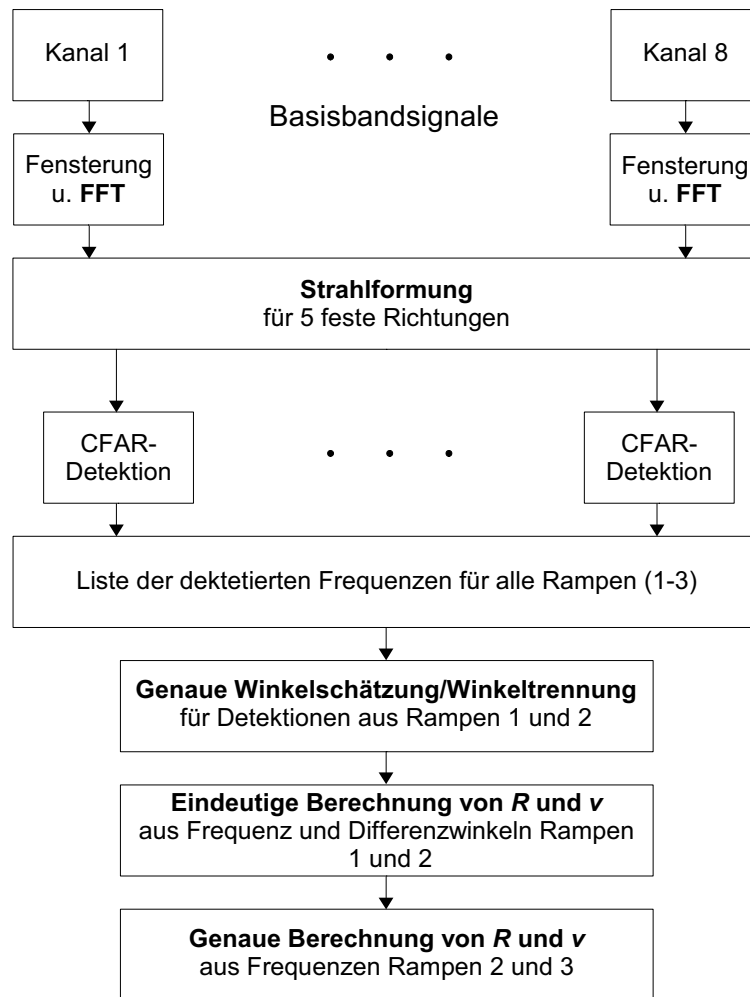 Kanal 1
Kanal 8
Basisbandsignale
Fensterung
u. FFT
Fensterung
u. FFT
Strahlformung
für 5 feste Richtungen
CFAR-
Detektion
CFAR-
Detektion
Liste der dektetierten Frequenzen für alle Rampen (1-3)
Genaue Winkelschätzung/Winkeltrennung
für Detektionen aus Rampen 1 und 2
Eindeutige Berechnung von R und v
aus Frequenz und Differenzwinkeln Rampen
1 und 2
Genaue Berechnung von R und v
aus Frequenzen Rampen 2 und 3